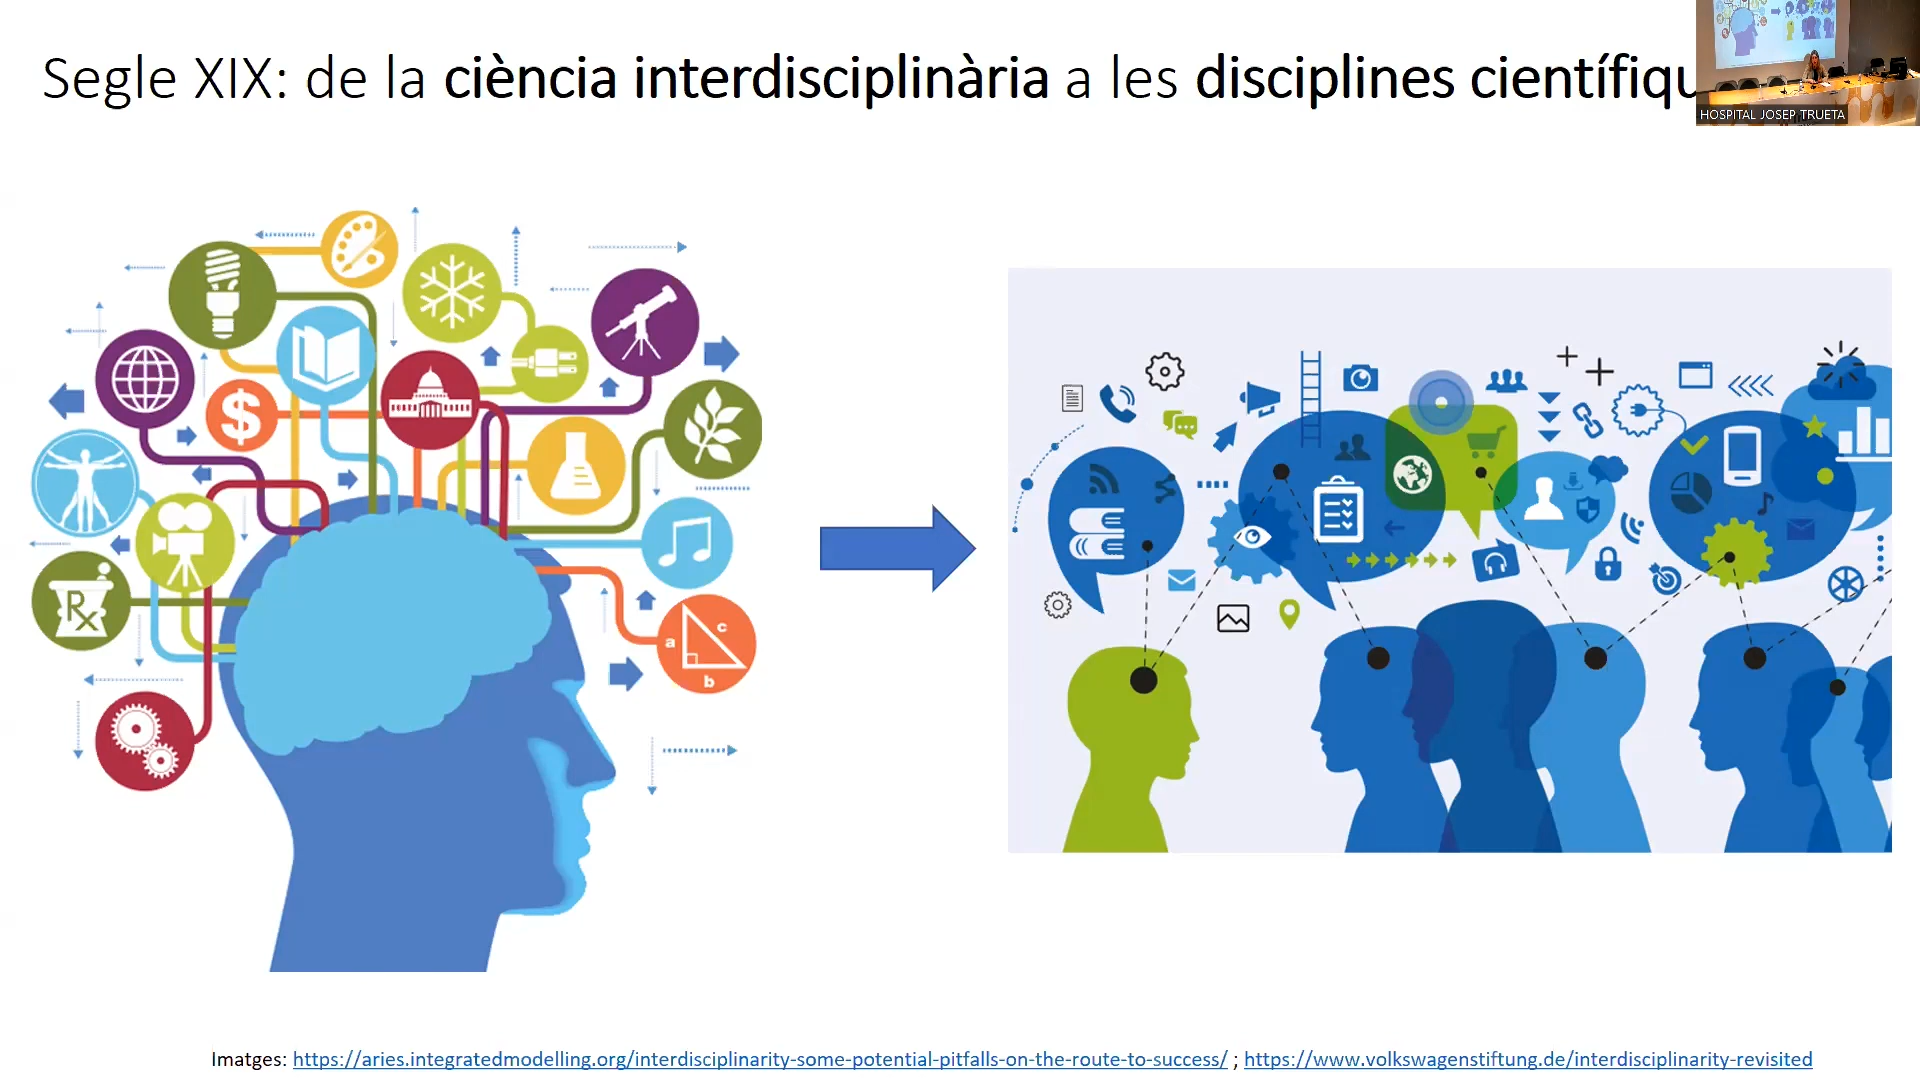 Segle XIX: de la ciència interdisciplinària a les disciplines científiqu
HOSPITAL JOSEP TRUETA
$
Rx
a
c
b
Imatges: https://aries.integratedmodelling.org/interdisciplinarity-some-potential-pitfalls-on-the-route-to-success/ ; https://www.volkswagenstiftung.de/interdisciplinarity-revisited